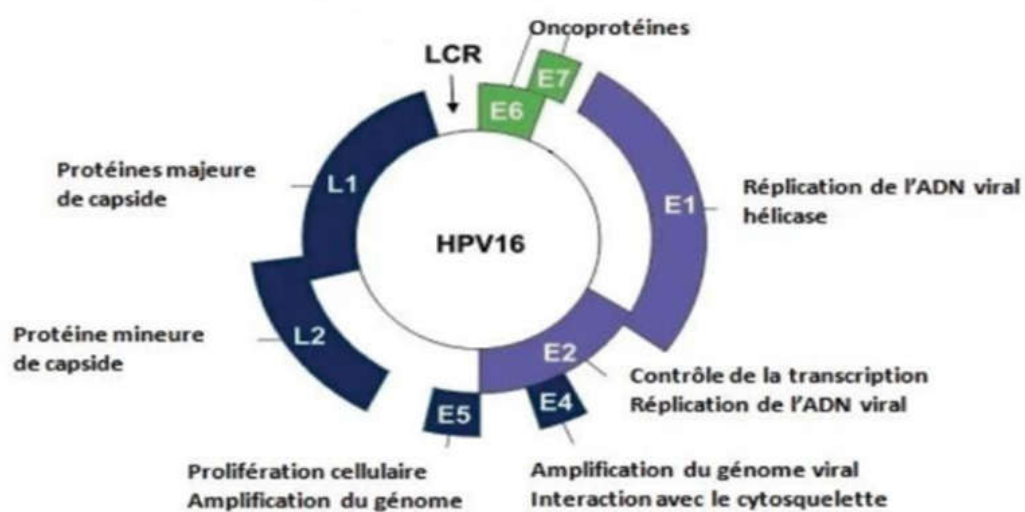 Oncoprotéines
LCR
E7
E6
Protéines majeure
de capside
L1
E1
Réplication de l'ADN viral
hélicase
HPV16
Protéine mineure
de capside
L2
E2
Contrôle de la transcription
Réplication de l'ADN viral
E5
E4
Prolifération cellulaire
Amplification du génome
Amplification du génome viral
Interaction avec le cytosquelette